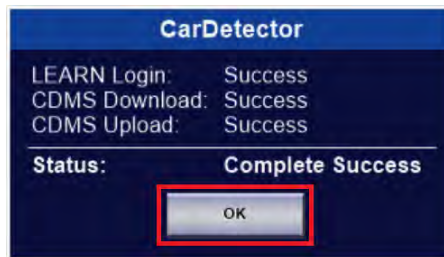 CarDetector
LEARN Login: Success
CDMS Download: Success
CDMS Upload: Success
Status: Complete Success
OK